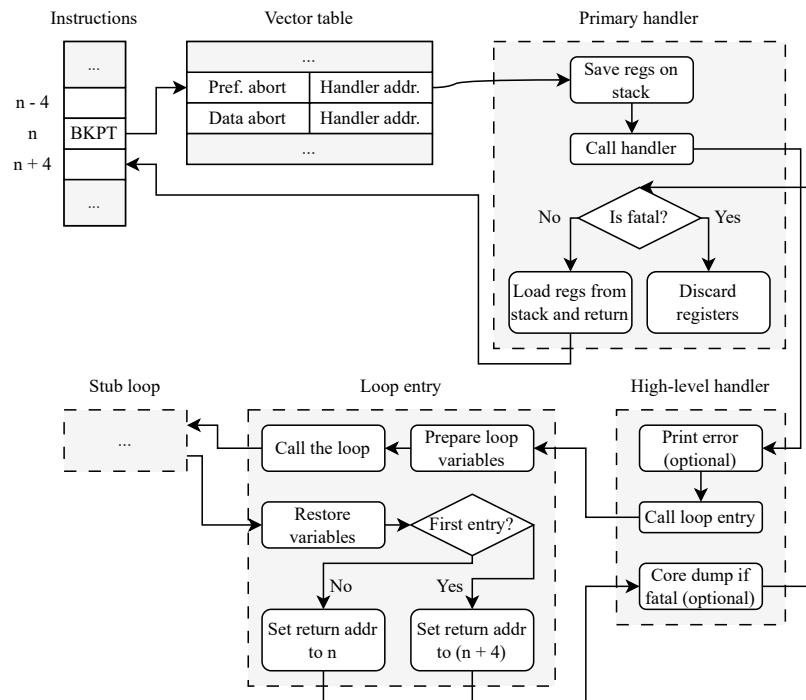 Instructions
Vector table
Primary handler
...
n - 4
n
BKPT
n + 4
...
...
Pref. abort
Handler addr.
Data abort
Handler addr.
...
Save regs on
stack
Call handler
Is fatal?
No
Yes
Load regs from
stack and return
Discard
registers
Stub loop
Loop entry
High-level handler
...
Call the loop
Prepare loop
variables
Print error
(optional)
Call loop entry
Restore
variables
First entry?
No
Yes
Set return addr
to n
Set return addr
to (n + 4)
Core dump if
fatal (optional)